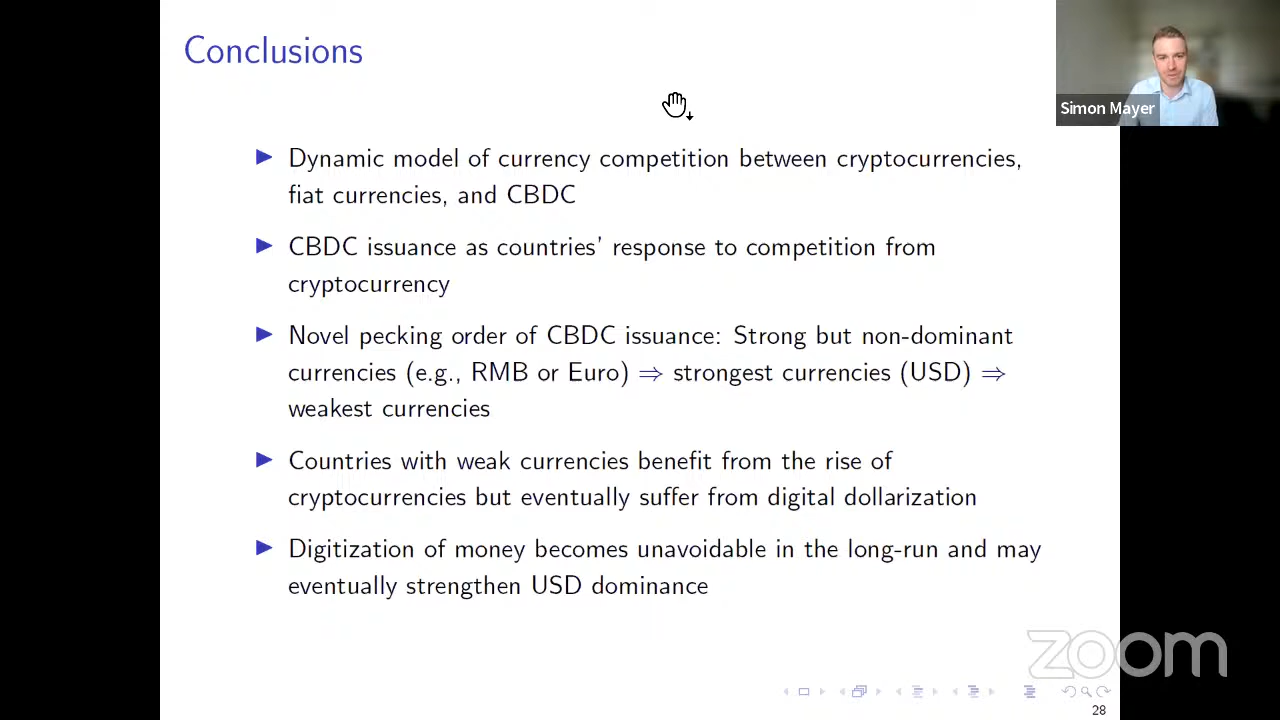 Conclusions
Simon Mayer
Dynamic model of currency competition between cryptocurrencies,
fiat currencies, and CBDC
CBDC issuance as countries' response to competition from
cryptocurrency
Novel pecking order of CBDC issuance: Strong but non-dominant
currencies (e.g., RMB or Euro) ⇒ strongest currencies (USD) ⇒
weakest currencies
Countries with weak currencies benefit from the rise of
cryptocurrencies but eventually suffer from digital dollarization
Digitization of money becomes unavoidable in the long-run and may
eventually strengthen USD dominance
zoom
28